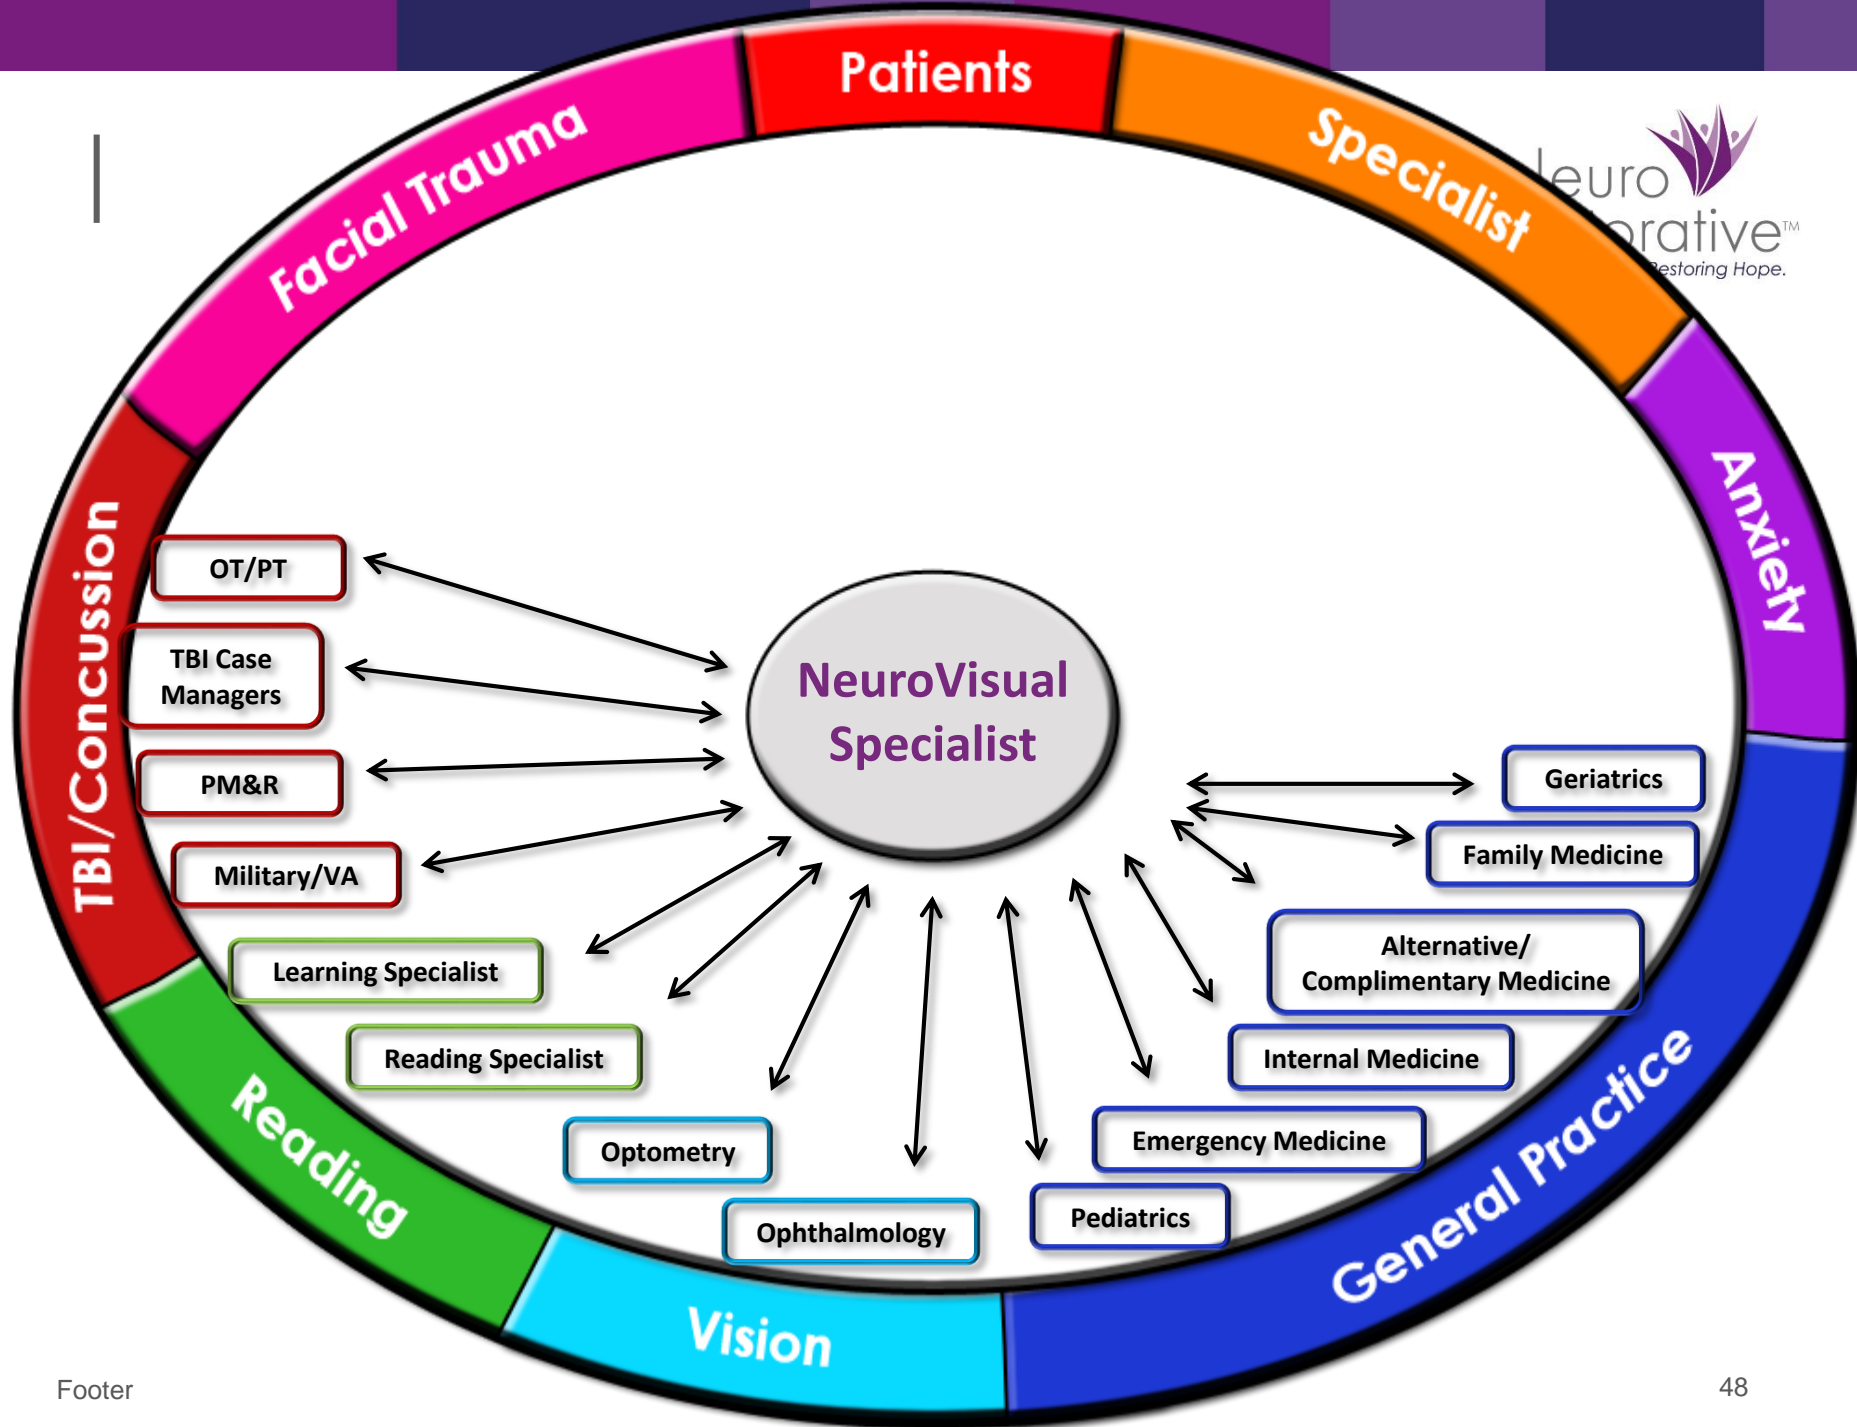 Patients
Facial Trauma
Specialist
euro
orative™
Restoring Hope.
Anxiety
TBI/Concussion
OT/PT
TBI Case
Managers
PM&R
Military/VA
NeuroVisual
Specialist
Geriatrics
Family Medicine
Alternative/
Complimentary Medicine
Internal Medicine
Emergency Medicine
Pediatrics
Learning Specialist
Reading Specialist
Optometry
Ophthalmology
Reading
Vision
General Practice
Footer
48